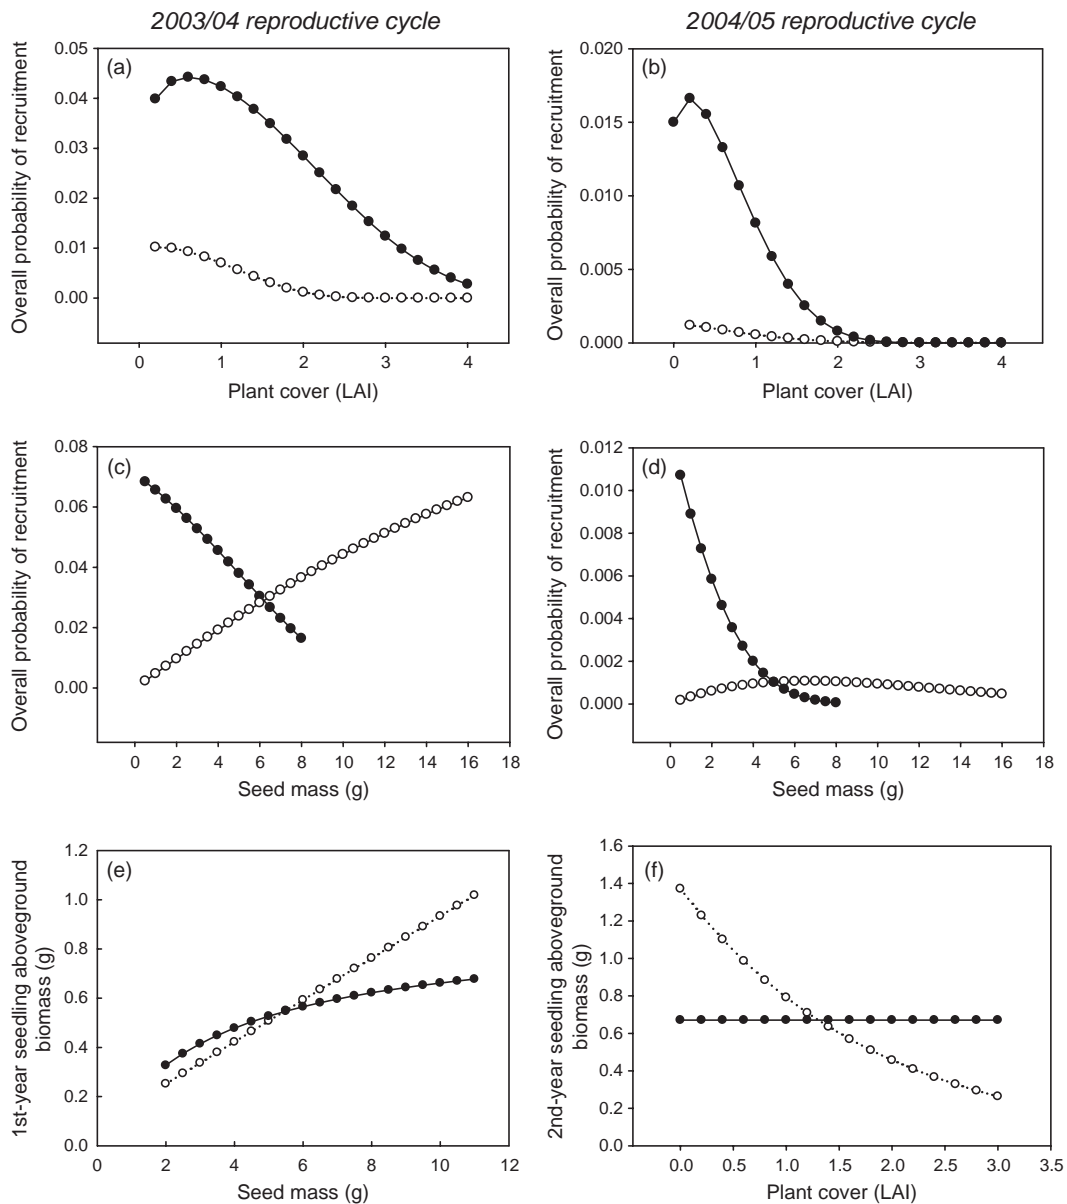 2003/04 reproductive cycle
2004/05 reproductive cycle
(a)
Overall probability of recruitment
0.05
0.04
0.03
0.02
0.01
0.00
0 1 2 3 4
Plant cover (LAI)
(b)
Overall probability of recruitment
0.020
0.015
0.010
0.005
0.000
0 1 2 3 4
Plant cover (LAI)
(c)
Overall probability of recruitment
0.08
0.06
0.04
0.02
0.00
0 2 4 6 8 10 12 14 16 18
Seed mass (g)
(d)
Overall probability of recruitment
0.012
0.010
0.008
0.006
0.004
0.002
0.000
0 2 4 6 8 10 12 14 16 18
Seed mass (g)
(e)
1st-year seedling aboveground
biomass (g)
1.2
1.0
0.8
0.6
0.4
0.2
0.0
0 2 4 6 8 10 12
Seed mass (g)
(f)
2nd-year seedling aboveground
biomass (g)
1.6
1.4
1.2
1.0
0.8
0.6
0.4
0.2
0.0
0.0 0.5 1.0 1.5 2.0 2.5 3.0 3.5
Plant cover (LAI)